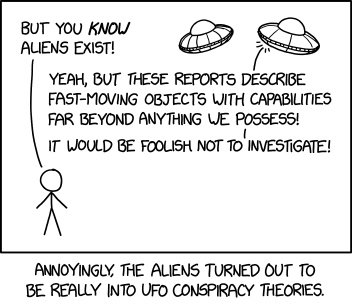 BUT YOU KNOW
ALIENS EXIST!
YEAH, BUT THESE REPORTS DESCRIBE
FAST-MOVING OBJECTS WITH CAPABILITIES
FAR BEYOND ANYTHING WE POSSESS!
IT WOULD BE FOOLISH NOT TO INVESTIGATE!
ANNOYINGLY, THE ALIENS TURNED OUT TO
BE REALLY INTO UFO CONSPIRACY THEORIES.